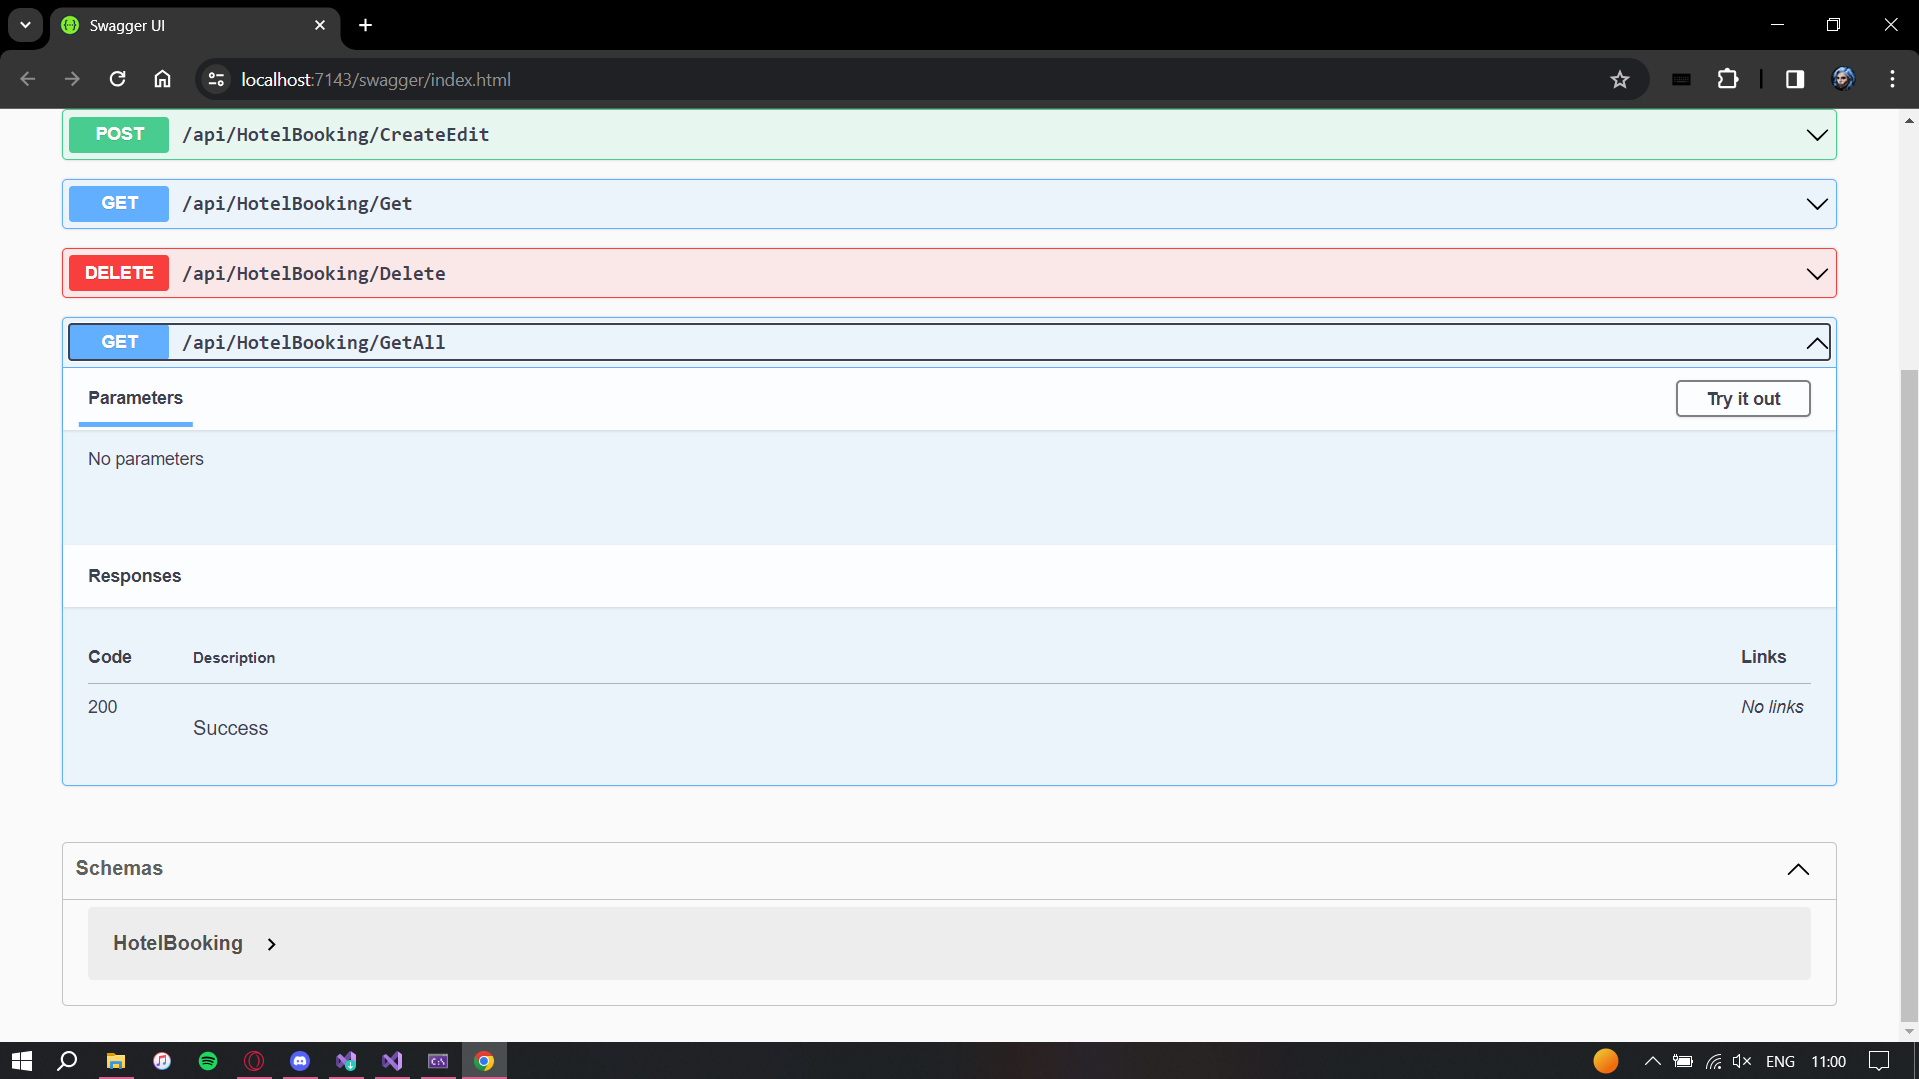 Swagger UI
localhost:7143/swagger/index.html
POST /api/HotelBooking/CreateEdit
GET /api/HotelBooking/Get
DELETE /api/HotelBooking/Delete
GET /api/HotelBooking/GetAll
Parameters Try it out
No parameters
Responses
Code Description Links
200 Success No links
Schemas
HotelBooking
C:\ ENG 11:00